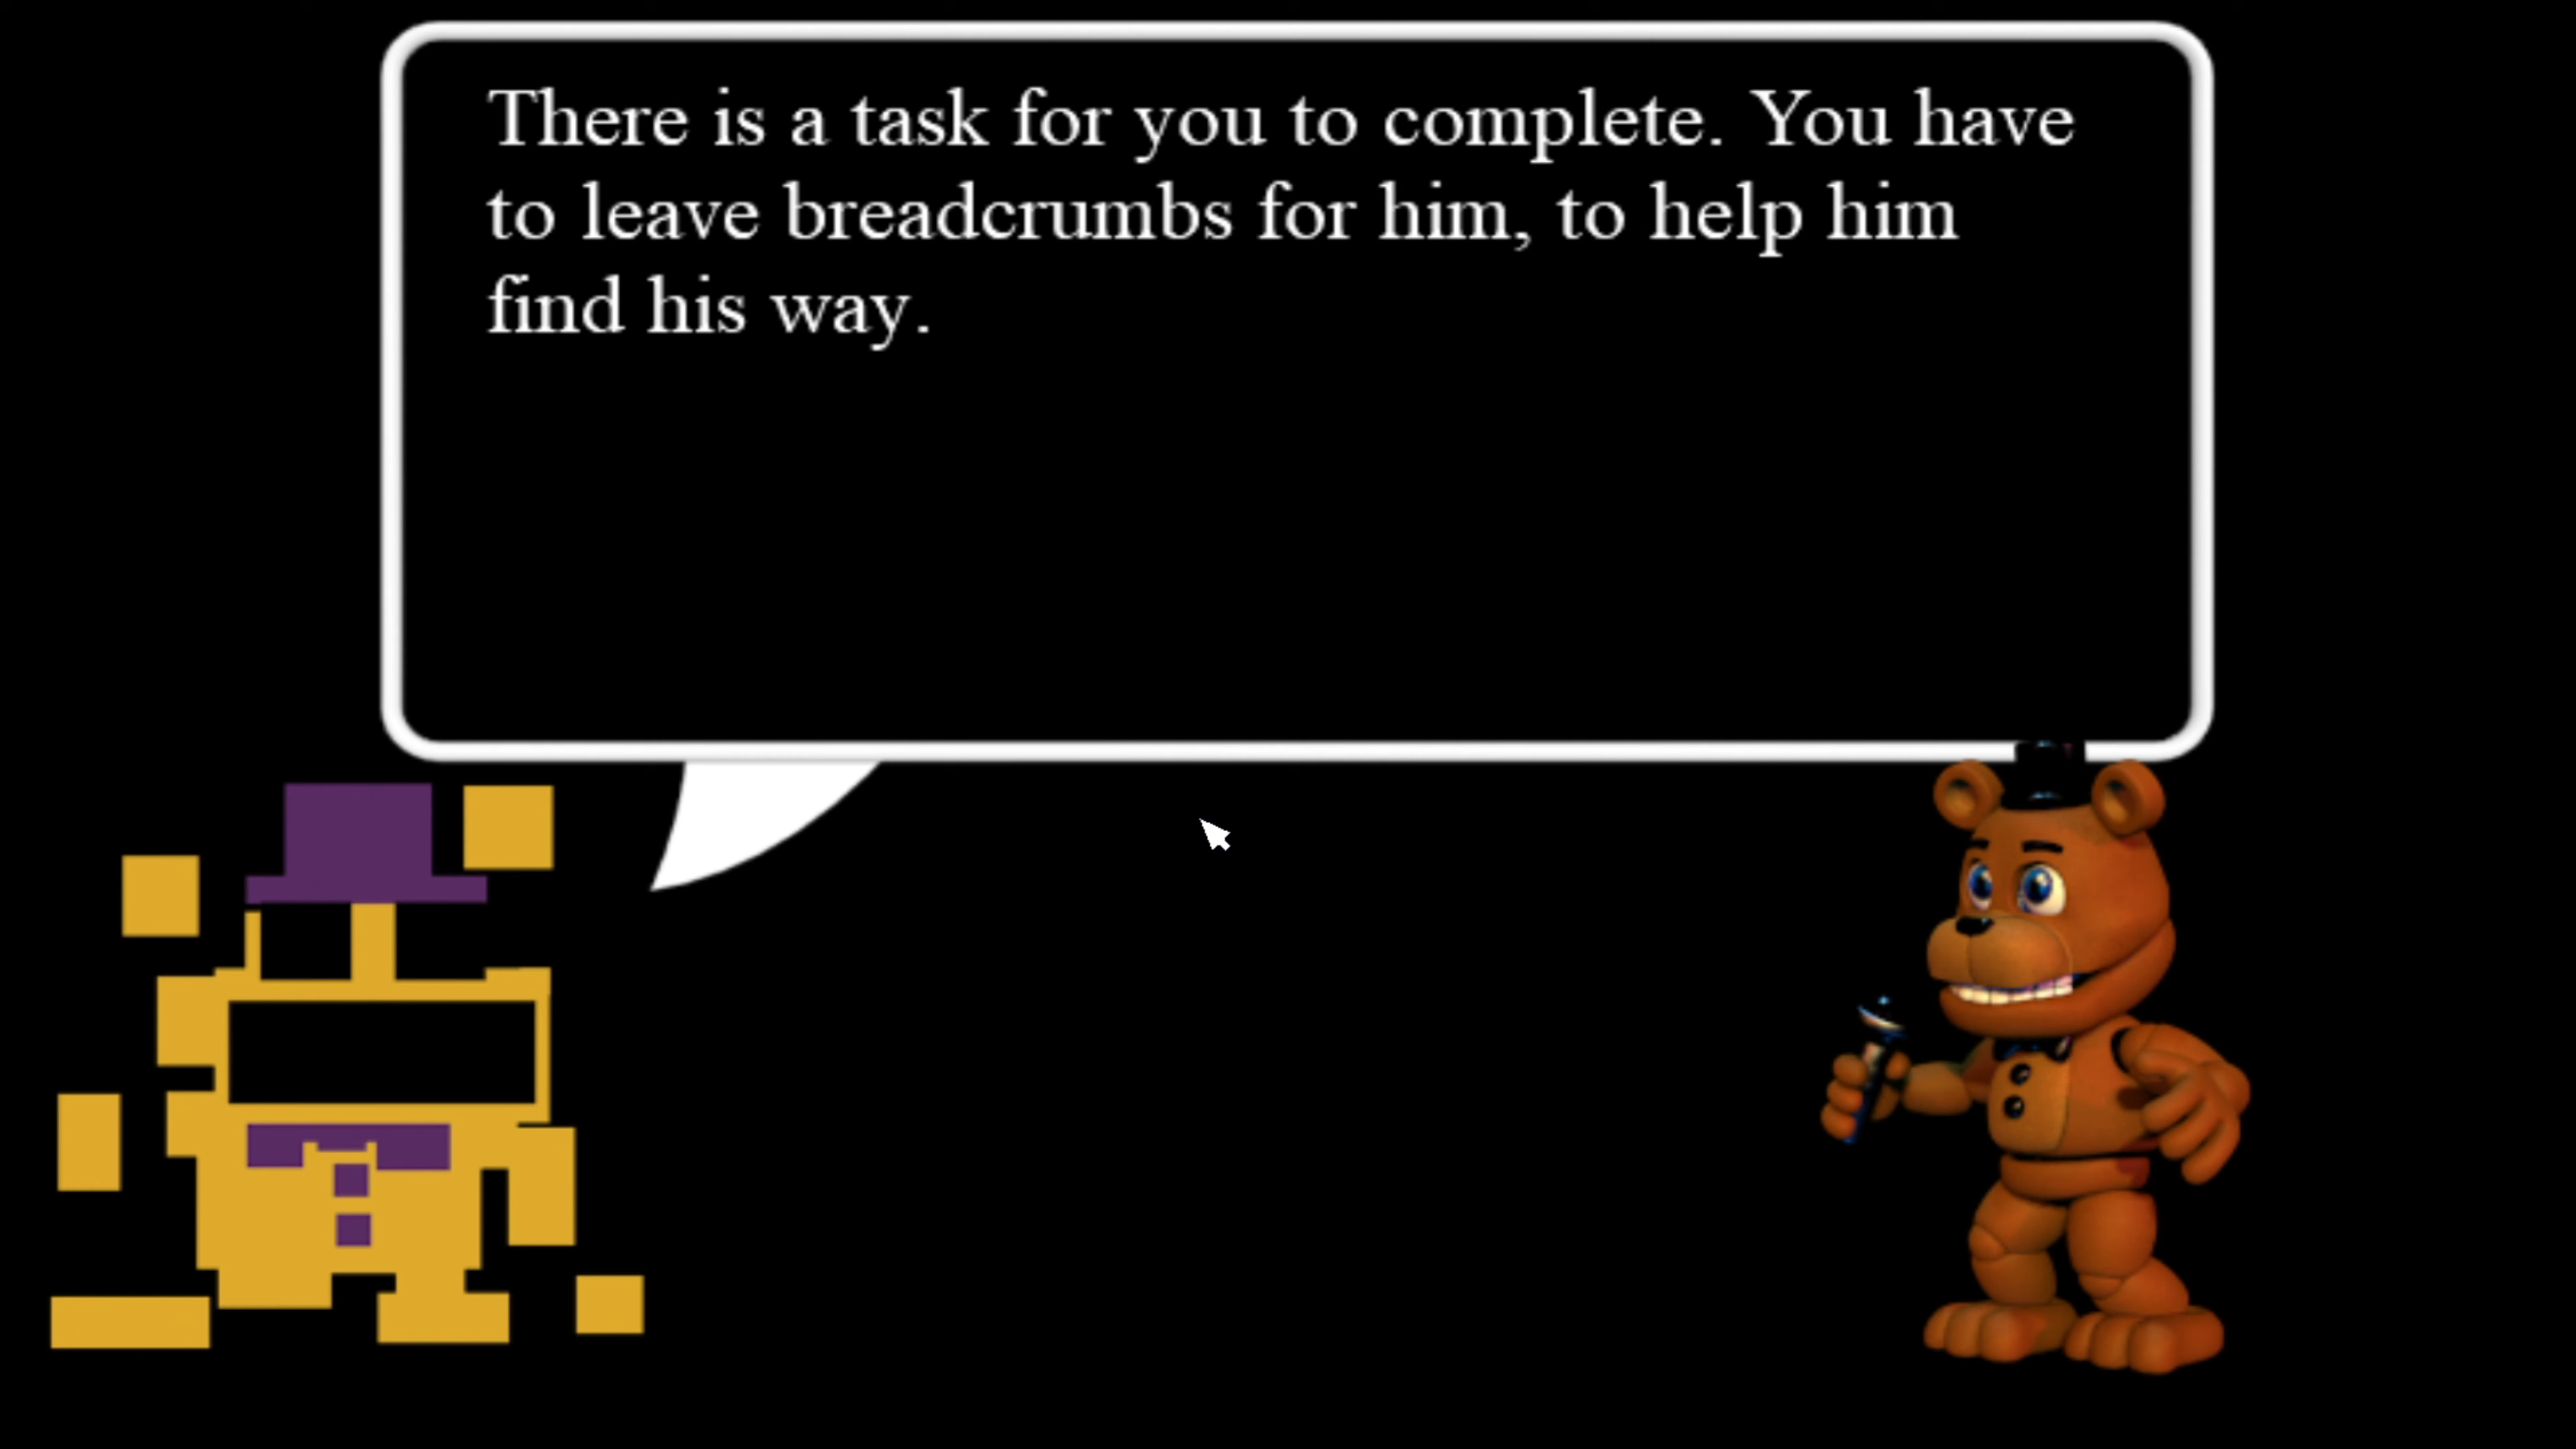 There is a task for you to complete. You have
to leave breadcrumbs for him, to help him
find his way.